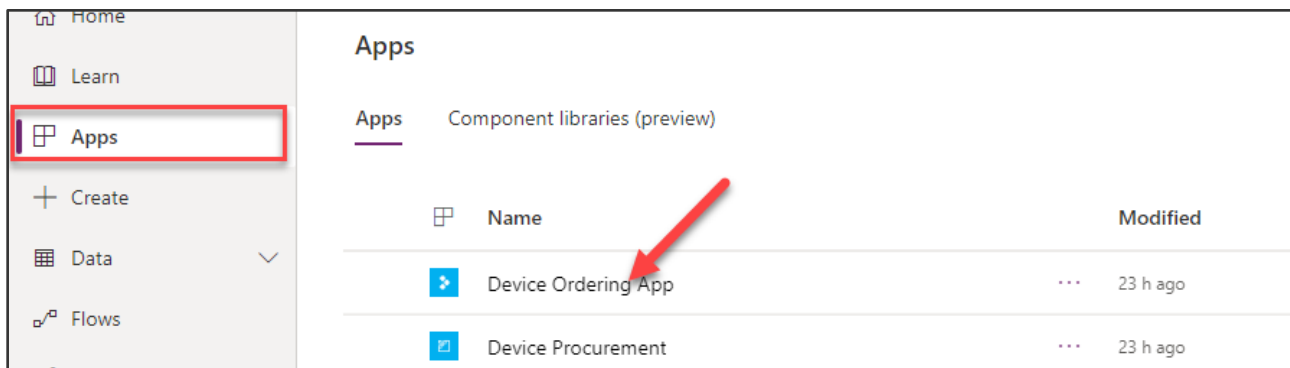 Home
Learn
Apps
Create
Data
Flows
Apps
Apps Component libraries (preview)
Name Modified
Device Ordering App ··· 23 h ago
Device Procurement ··· 23 h ago